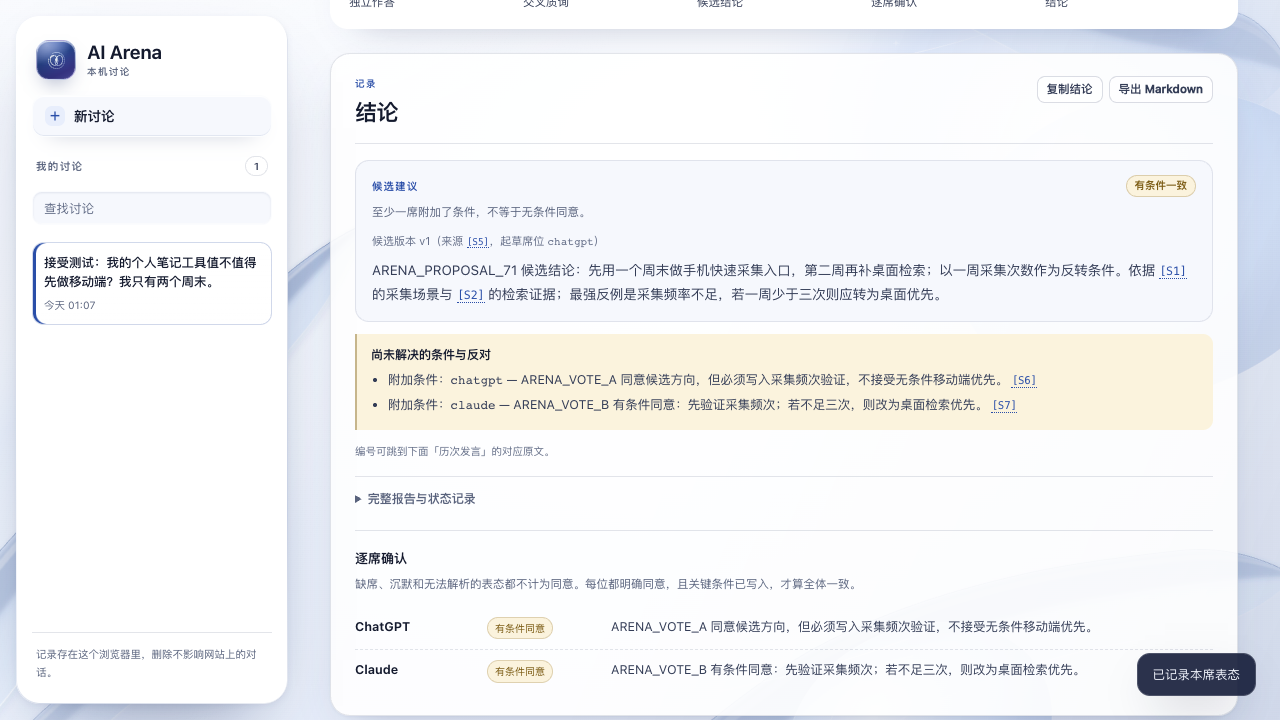 AI Arena
本机讨论
+ 新讨论
我的讨论 1
查找讨论
接受测试：我的个人笔记工具值不值得
先做移动端？我只有两个周末。
今天 01:07
记录存在这个浏览器里，删除不影响网站上的对
话。
独立作答 交叉质询 候选结论 逐席确认 结论
记录
结论
复制结论 导出 Markdown
候选建议
有条件一致
至少一席附加了条件，不等于无条件同意。
候选版本 v1（来源 [S5]，起草席位 chatgpt）
ARENA_PROPOSAL_71 候选结论：先用一个周末做手机快速采集入口，第二周再补桌面检索；以一周采集次数作为反转条件。依据 [S1]
的采集场景与 [S2] 的检索证据；最强反例是采集频率不足，若一周少于三次则应转为桌面优先。
尚未解决的条件与反对
• 附加条件：chatgpt — ARENA_VOTE_A 同意候选方向，但必须写入采集频次验证，不接受无条件移动端优先。 [S6]
• 附加条件：claude — ARENA_VOTE_B 有条件同意：先验证采集频次；若不足三次，则改为桌面检索优先。 [S7]
编号可跳到下面「历次发言」的对应原文。
▶ 完整报告与状态记录
逐席确认
缺席、沉默和无法解析的表态都不计为同意。每位都明确同意，且关键条件已写入，才算全体一致。
ChatGPT 有条件同意 ARENA_VOTE_A 同意候选方向，但必须写入采集频次验证，不接受无条件移动端优先。
Claude 有条件同意 ARENA_VOTE_B 有条件同意：先验证采集频次；若不足三次，则改为桌面检索优先。
已记录本席表态